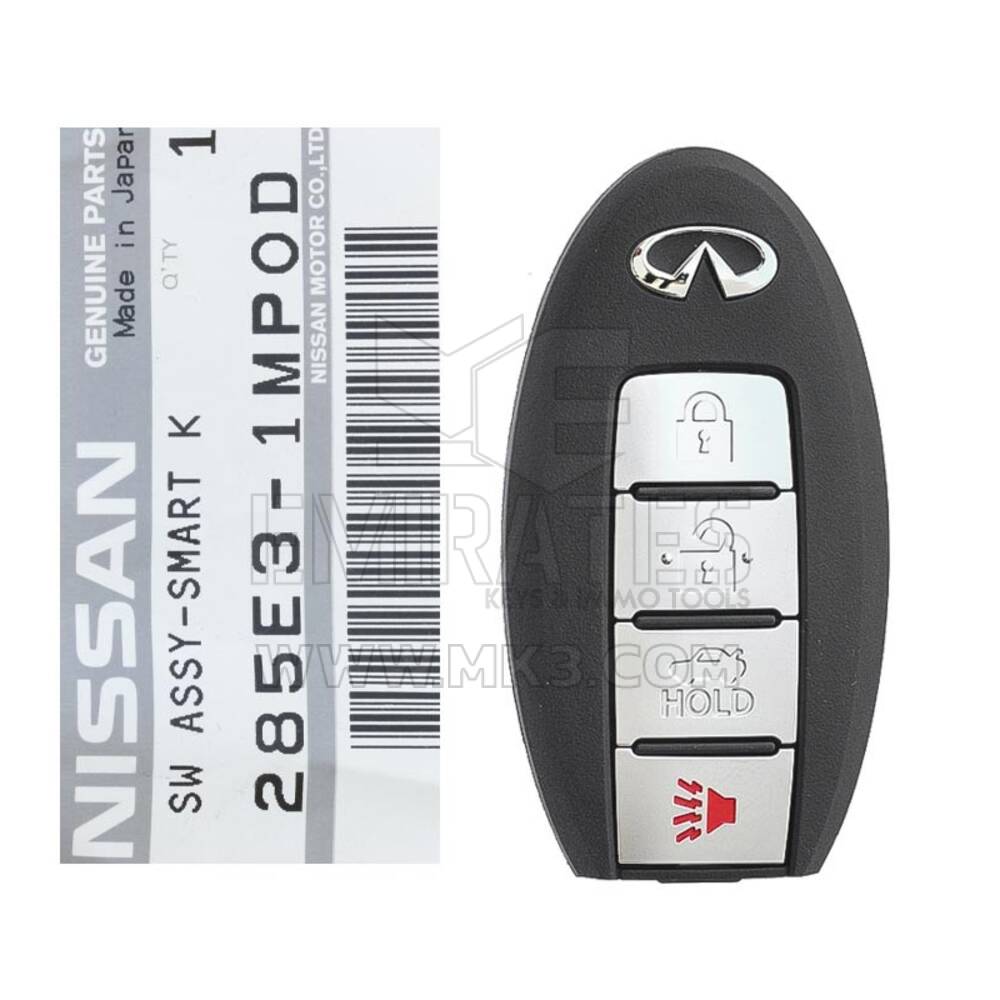 NISSAN
GENUINE PARTS
Made in Japan
Q'TY
1
SW ASSY-SMART K
285E3-1MP0D
NISSAN MOTOR CO.,LTD
HOLD
EMIRATES
KEYS & IMMO TOOLS
WWW.MK3.COM